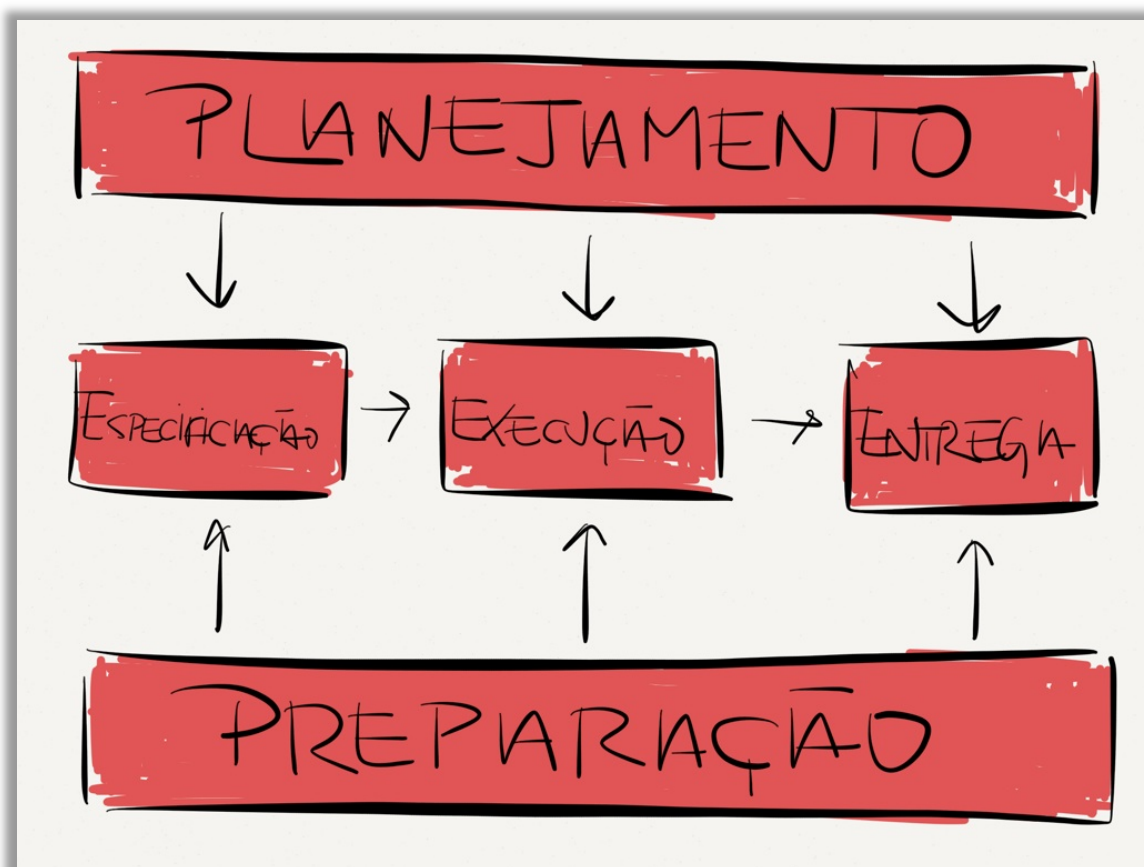 PLANEJAMENTO
ESPECIFICAÇÃO
EXECUÇÃO
ENTREGA
PREPARAÇÃO